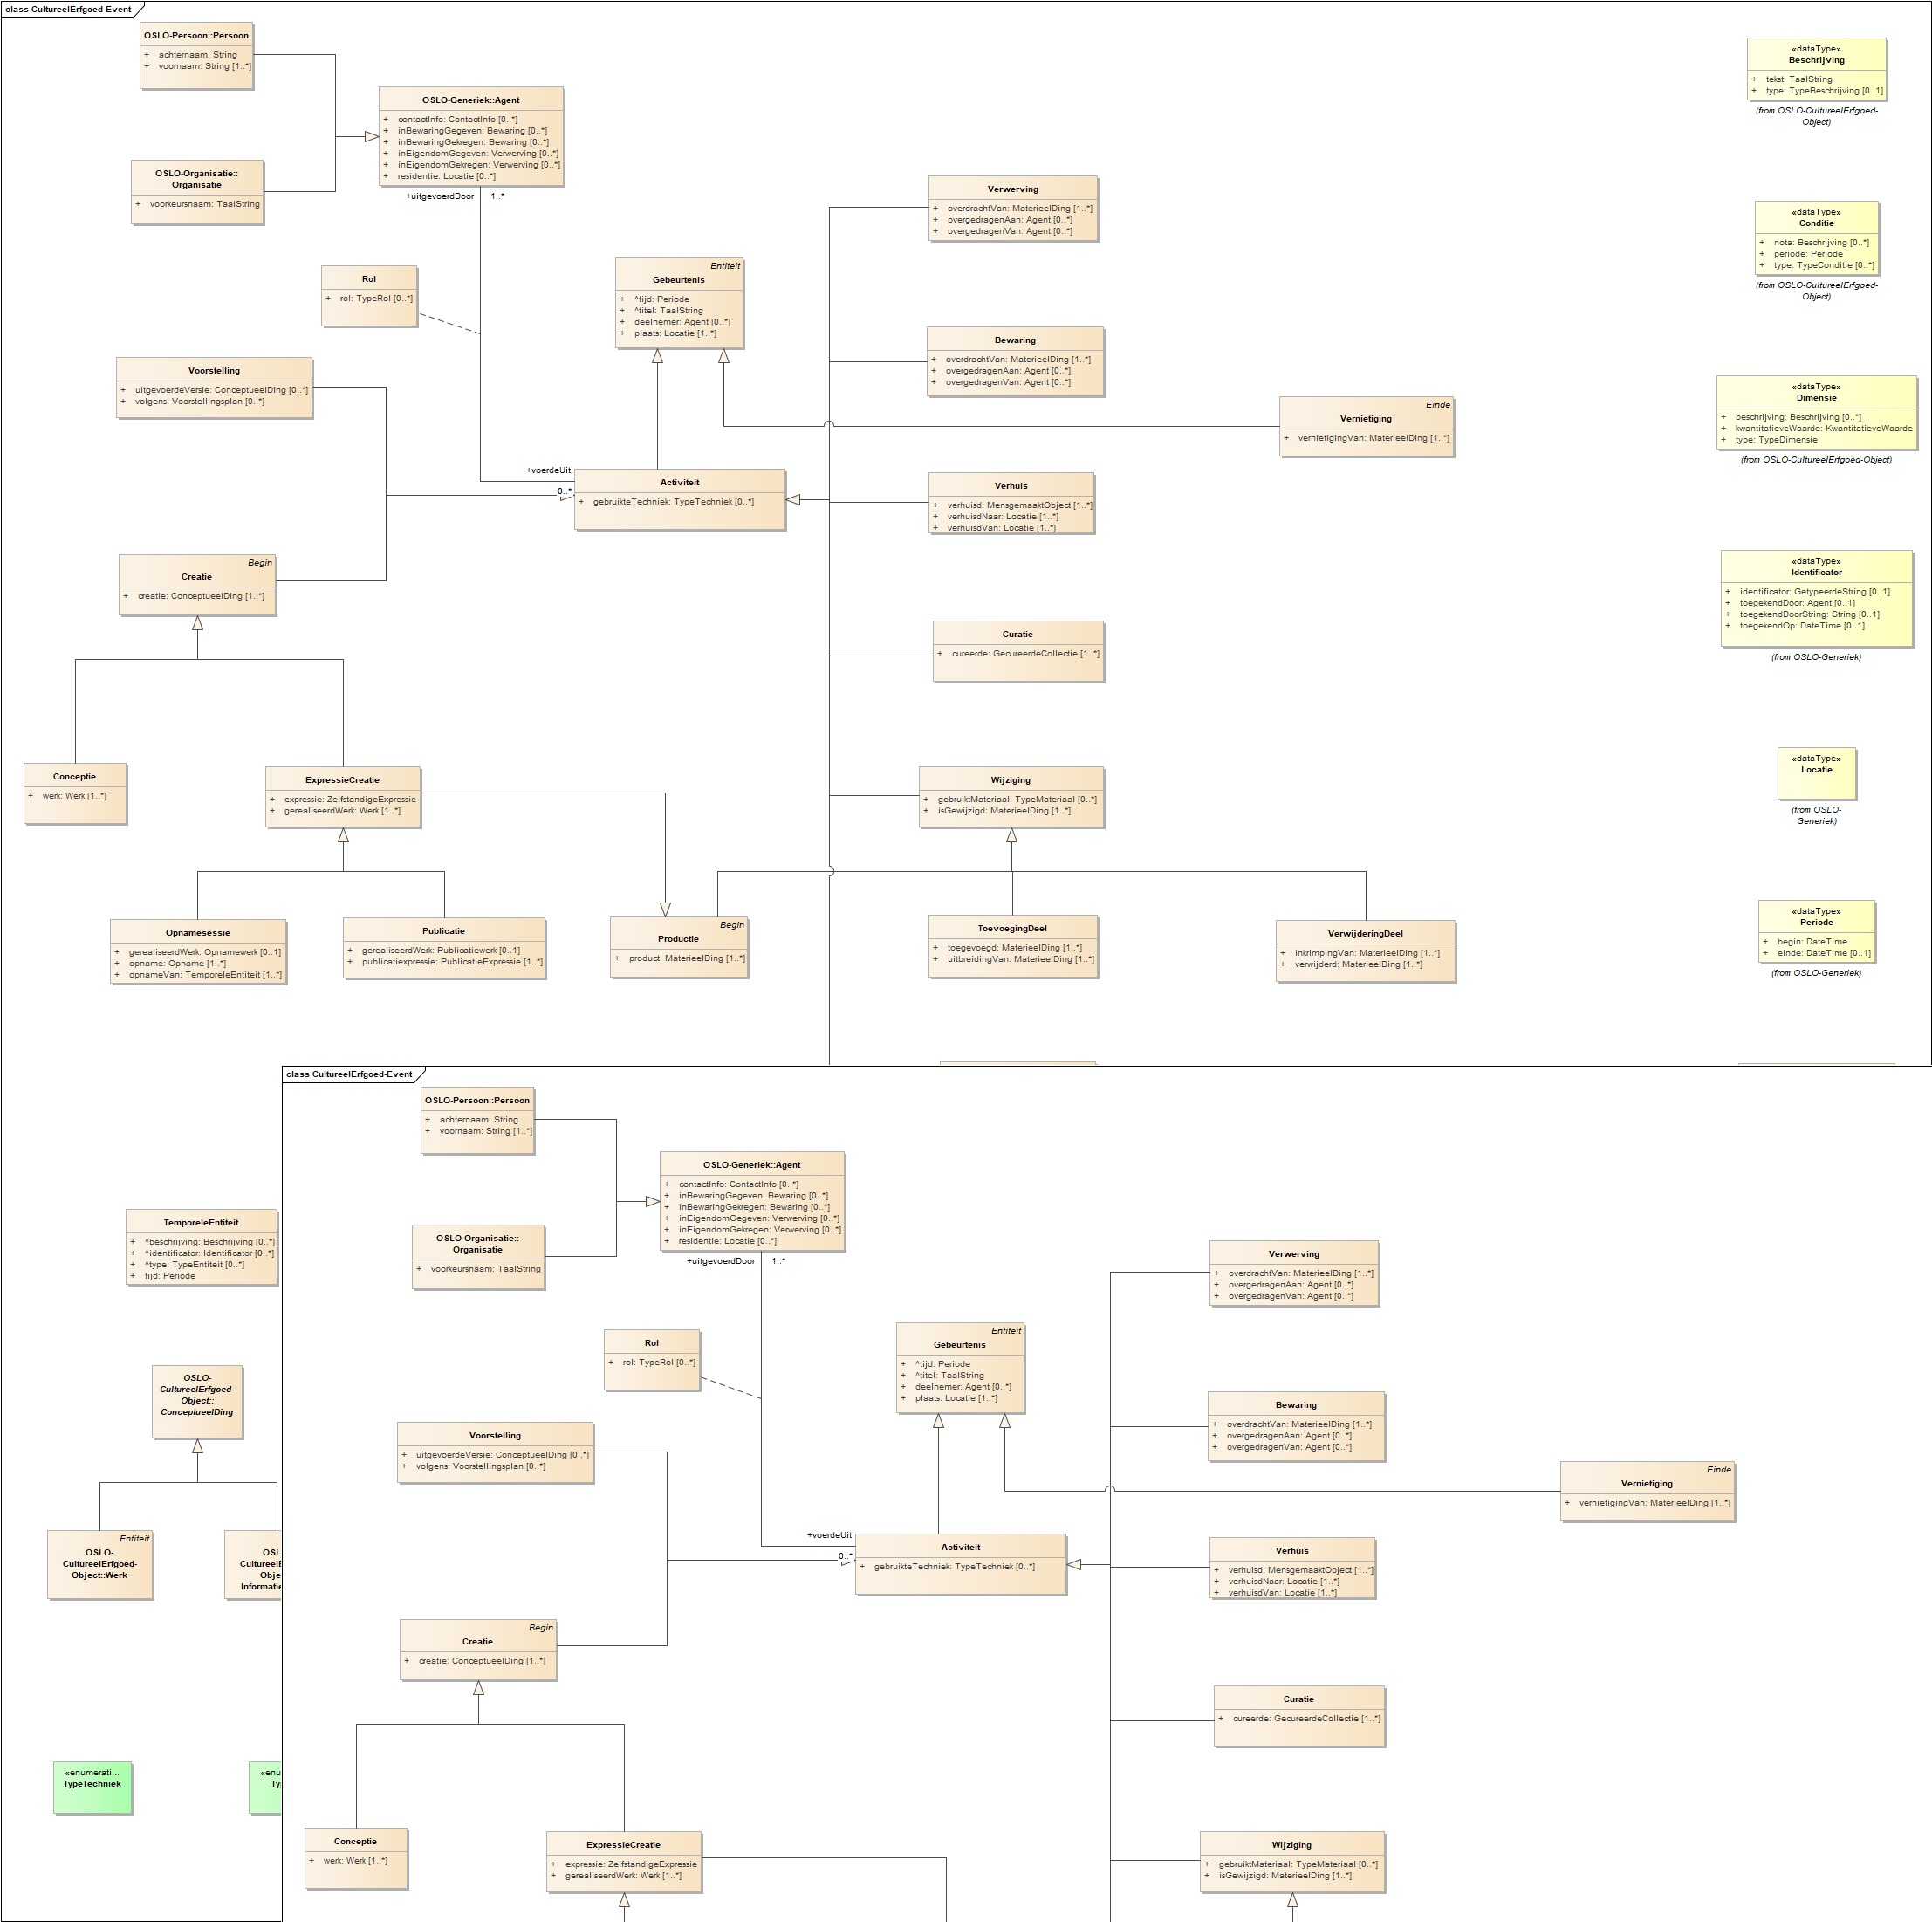 class CultureelErfgoed-Event
OSLO-Persoon::Persoon
+ achternaam: String
+ voornaam: String [1..*]
OSLO-Generiek::Agent
+ contactInfo: ContactInfo [0..*]
+ inBewaringGegeven: Bewaring [0..*]
+ inBewaringGekregen: Bewaring [0..*]
+ inEigendomGegeven: Verwerving [0..*]
+ inEigendomGekregen: Verwerving [0..*]
+ residentie: Locatie [0..*]
OSLO-Organisatie::
Organisatie
+ voorkeursnaam: TaalString
+uitgevoerdDoor 1..*
Rol
+ rol: TypeRol [0..*]
Entiteit
Gebeurtenis
+ ^tijd: Periode
+ ^titel: TaalString
+ deelnemer: Agent [0..*]
+ plaats: Locatie [1..*]
Verwerving
+ overdrachtVan: MaterieelDing [1..*]
+ overgedragenAan: Agent [0..*]
+ overgedragenVan: Agent [0..*]
Bewaring
+ overdrachtVan: MaterieelDing [1..*]
+ overgedragenAan: Agent [0..*]
+ overgedragenVan: Agent [0..*]
Einde
Vernietiging
+ vernietigingVan: MaterieelDing [1..*]
Voorstelling
+ uitgevoerdeVersie: ConceptueelDing [0..*]
+ volgens: Voorstellingsplan [0..*]
+voerdeUit
0..*
Activiteit
+ gebruikteTechniek: TypeTechniek [0..*]
Verhuis
+ verhuisd: MensgemaaktObject [1..*]
+ verhuisdNaar: Locatie [1..*]
+ verhuisdVan: Locatie [1..*]
Begin
Creatie
+ creatie: ConceptueelDing [1..*]
Curatie
+ cureerde: GecureerdeCollectie [1..*]
Conceptie
+ werk: Werk [1..*]
ExpressieCreatie
+ expressie: ZelfstandigeExpressie
+ gerealiseerdWerk: Werk [1..*]
Wijziging
+ gebruiktMateriaal: TypeMateriaal [0..*]
+ isGewijzigd: MaterieelDing [1..*]
Opnamesessie
+ gerealiseerdWerk: Opnamewerk [0..1]
+ opname: Opname [1..*]
+ opnameVan: TemporeleEntiteit [1..*]
Publicatie
+ gerealiseerdWerk: Publicatiewerk [0..1]
+ publicatiexpressie: PublicatieExpressie [1..*]
Begin
Productie
+ product: MaterieelDing [1..*]
ToevoegingDeel
+ toegevoegd: MaterieelDing [1..*]
+ uitbreidingVan: MaterieelDing [1..*]
VerwijderingDeel
+ inkrimpingVan: MaterieelDing [1..*]
+ verwijderd: MaterieelDing [1..*]
«dataType»
Beschrijving
+ tekst: TaalString
+ type: TypeBeschrijving [0..1]
(from OSLO-CultureelErfgoed-
Object)
«dataType»
Conditie
+ nota: Beschrijving [0..*]
+ periode: Periode
+ type: TypeConditie [0..*]
(from OSLO-CultureelErfgoed-
Object)
«dataType»
Dimensie
+ beschrijving: Beschrijving [0..*]
+ kwantitatieveWaarde: KwantitatieveWaarde
+ type: TypeDimensie
(from OSLO-CultureelErfgoed-Object)
«dataType»
Identificator
+ identificator: GetypeerdeString [0..1]
+ toegekendDoor: Agent [0..1]
+ toegekendDoorString: String [0..1]
+ toegekendOp: DateTime [0..1]
(from OSLO-Generiek)
«dataType»
Locatie
(from OSLO-
Generiek)
«dataType»
Periode
+ begin: DateTime
+ einde: DateTime [0..1]
(from OSLO-Generiek)
TemporeleEntiteit
+ ^beschrijving: Beschrijving [0..*]
+ ^identificator: Identificator [0..*]
+ ^type: TypeEntiteit [0..*]
+ tijd: Periode
OSLO-
CultureelErfgoed-
Object::
ConceptueelDing
Entiteit
OSLO-
CultureelErfgoed-
Object::Werk
OSL
CultureelE
Obje
Informatie
«enumerati...
TypeTechniek
«enu
Ty
class CultureelErfgoed-Event
OSLO-Persoon::Persoon
+ achternaam: String
+ voornaam: String [1..*]
OSLO-Generiek::Agent
+ contactInfo: ContactInfo [0..*]
+ inBewaringGegeven: Bewaring [0..*]
+ inBewaringGekregen: Bewaring [0..*]
+ inEigendomGegeven: Verwerving [0..*]
+ inEigendomGekregen: Verwerving [0..*]
+ residentie: Locatie [0..*]
OSLO-Organisatie::
Organisatie
+ voorkeursnaam: TaalString
+uitgevoerdDoor 1..*
Rol
+ rol: TypeRol [0..*]
Entiteit
Gebeurtenis
+ ^tijd: Periode
+ ^titel: TaalString
+ deelnemer: Agent [0..*]
+ plaats: Locatie [1..*]
Verwerving
+ overdrachtVan: MaterieelDing [1..*]
+ overgedragenAan: Agent [0..*]
+ overgedragenVan: Agent [0..*]
Bewaring
+ overdrachtVan: MaterieelDing [1..*]
+ overgedragenAan: Agent [0..*]
+ overgedragenVan: Agent [0..*]
Einde
Vernietiging
+ vernietigingVan: MaterieelDing [1..*]
Voorstelling
+ uitgevoerdeVersie: ConceptueelDing [0..*]
+ volgens: Voorstellingsplan [0..*]
+voerdeUit
0..*
Activiteit
+ gebruikteTechniek: TypeTechniek [0..*]
Verhuis
+ verhuisd: MensgemaaktObject [1..*]
+ verhuisdNaar: Locatie [1..*]
+ verhuisdVan: Locatie [1..*]
Begin
Creatie
+ creatie: ConceptueelDing [1..*]
Curatie
+ cureerde: GecureerdeCollectie [1..*]
Conceptie
+ werk: Werk [1..*]
ExpressieCreatie
+ expressie: ZelfstandigeExpressie
+ gerealiseerdWerk: Werk [1..*]
Wijziging
+ gebruiktMateriaal: TypeMateriaal [0..*]
+ isGewijzigd: MaterieelDing [1..*]